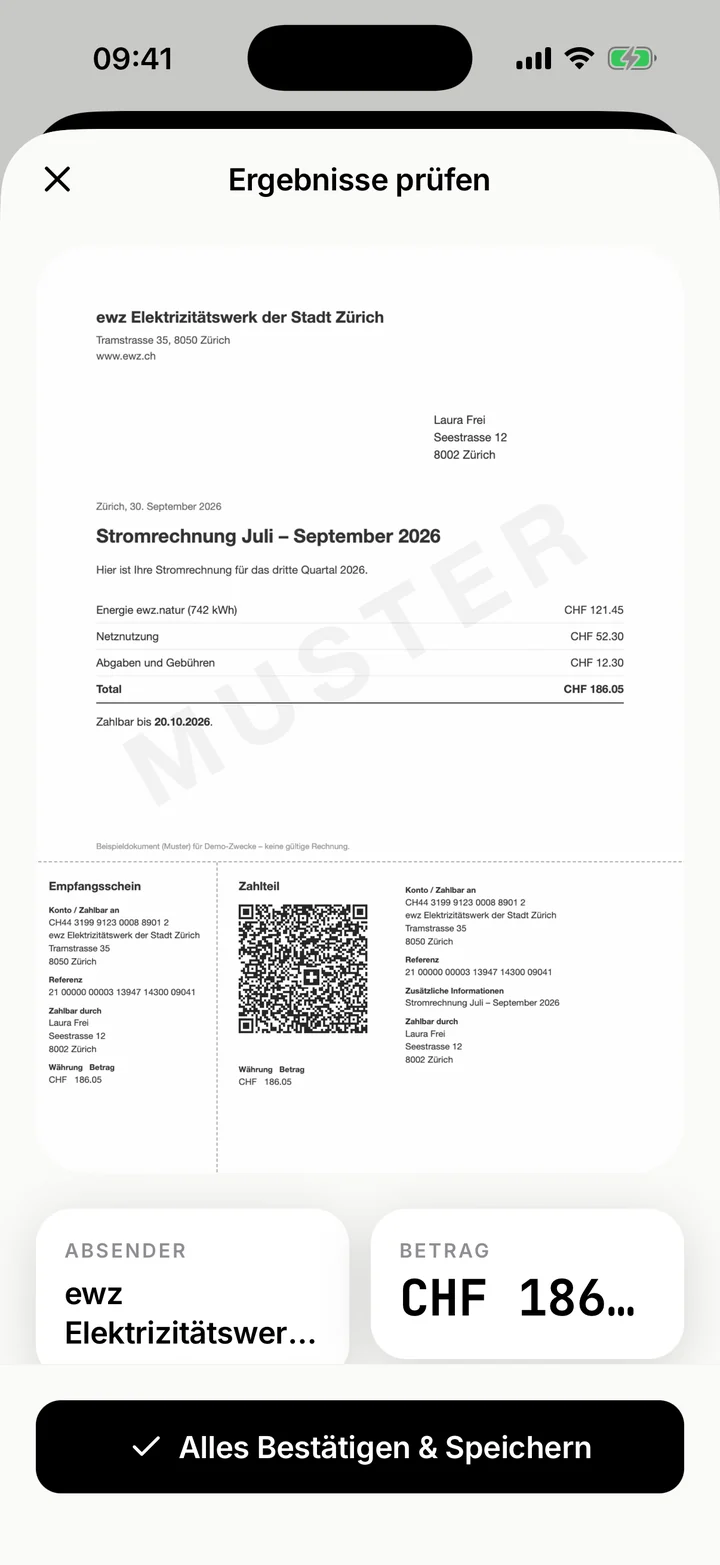 09:41
Ergebnisse prüfen
ewz Elektrizitätswerk der Stadt Zürich
Tramstrasse 35, 8050 Zürich
www.ewz.ch
Laura Frei
Seestrasse 12
8002 Zürich
Zürich, 30. September 2026
Stromrechnung Juli – September 2026
Hier ist Ihre Stromrechnung für das dritte Quartal 2026.
Energie ewz.natur (742 kWh) CHF 121.45
Netznutzung CHF 52.30
Abgaben und Gebühren CHF 12.30
Total CHF 186.05
Zahlbar bis 20.10.2026.
MUSTER
Beispieldokument (Muster) für Demo-Zwecke – keine gültige Rechnung.
Empfangsschein
Konto / Zahlbar an
CH44 3199 9123 0008 8901 2
ewz Elektrizitätswerk der Stadt Zürich
Tramstrasse 35
8050 Zürich
Referenz
21 00000 00003 13947 14300 09041
Zahlbar durch
Laura Frei
Seestrasse 12
8002 Zürich
Währung Betrag
CHF 186.05
Zahlteil
Währung Betrag
CHF 186.05
Konto / Zahlbar an
CH44 3199 9123 0008 8901 2
ewz Elektrizitätswerk der Stadt Zürich
Tramstrasse 35
8050 Zürich
Referenz
21 00000 00003 13947 14300 09041
Zusätzliche Informationen
Stromrechnung Juli – September 2026
Zahlbar durch
Laura Frei
Seestrasse 12
8002 Zürich
ABSENDER
ewz
Elektrizitätswer...
BETRAG
CHF 186…
Alles Bestätigen & Speichern